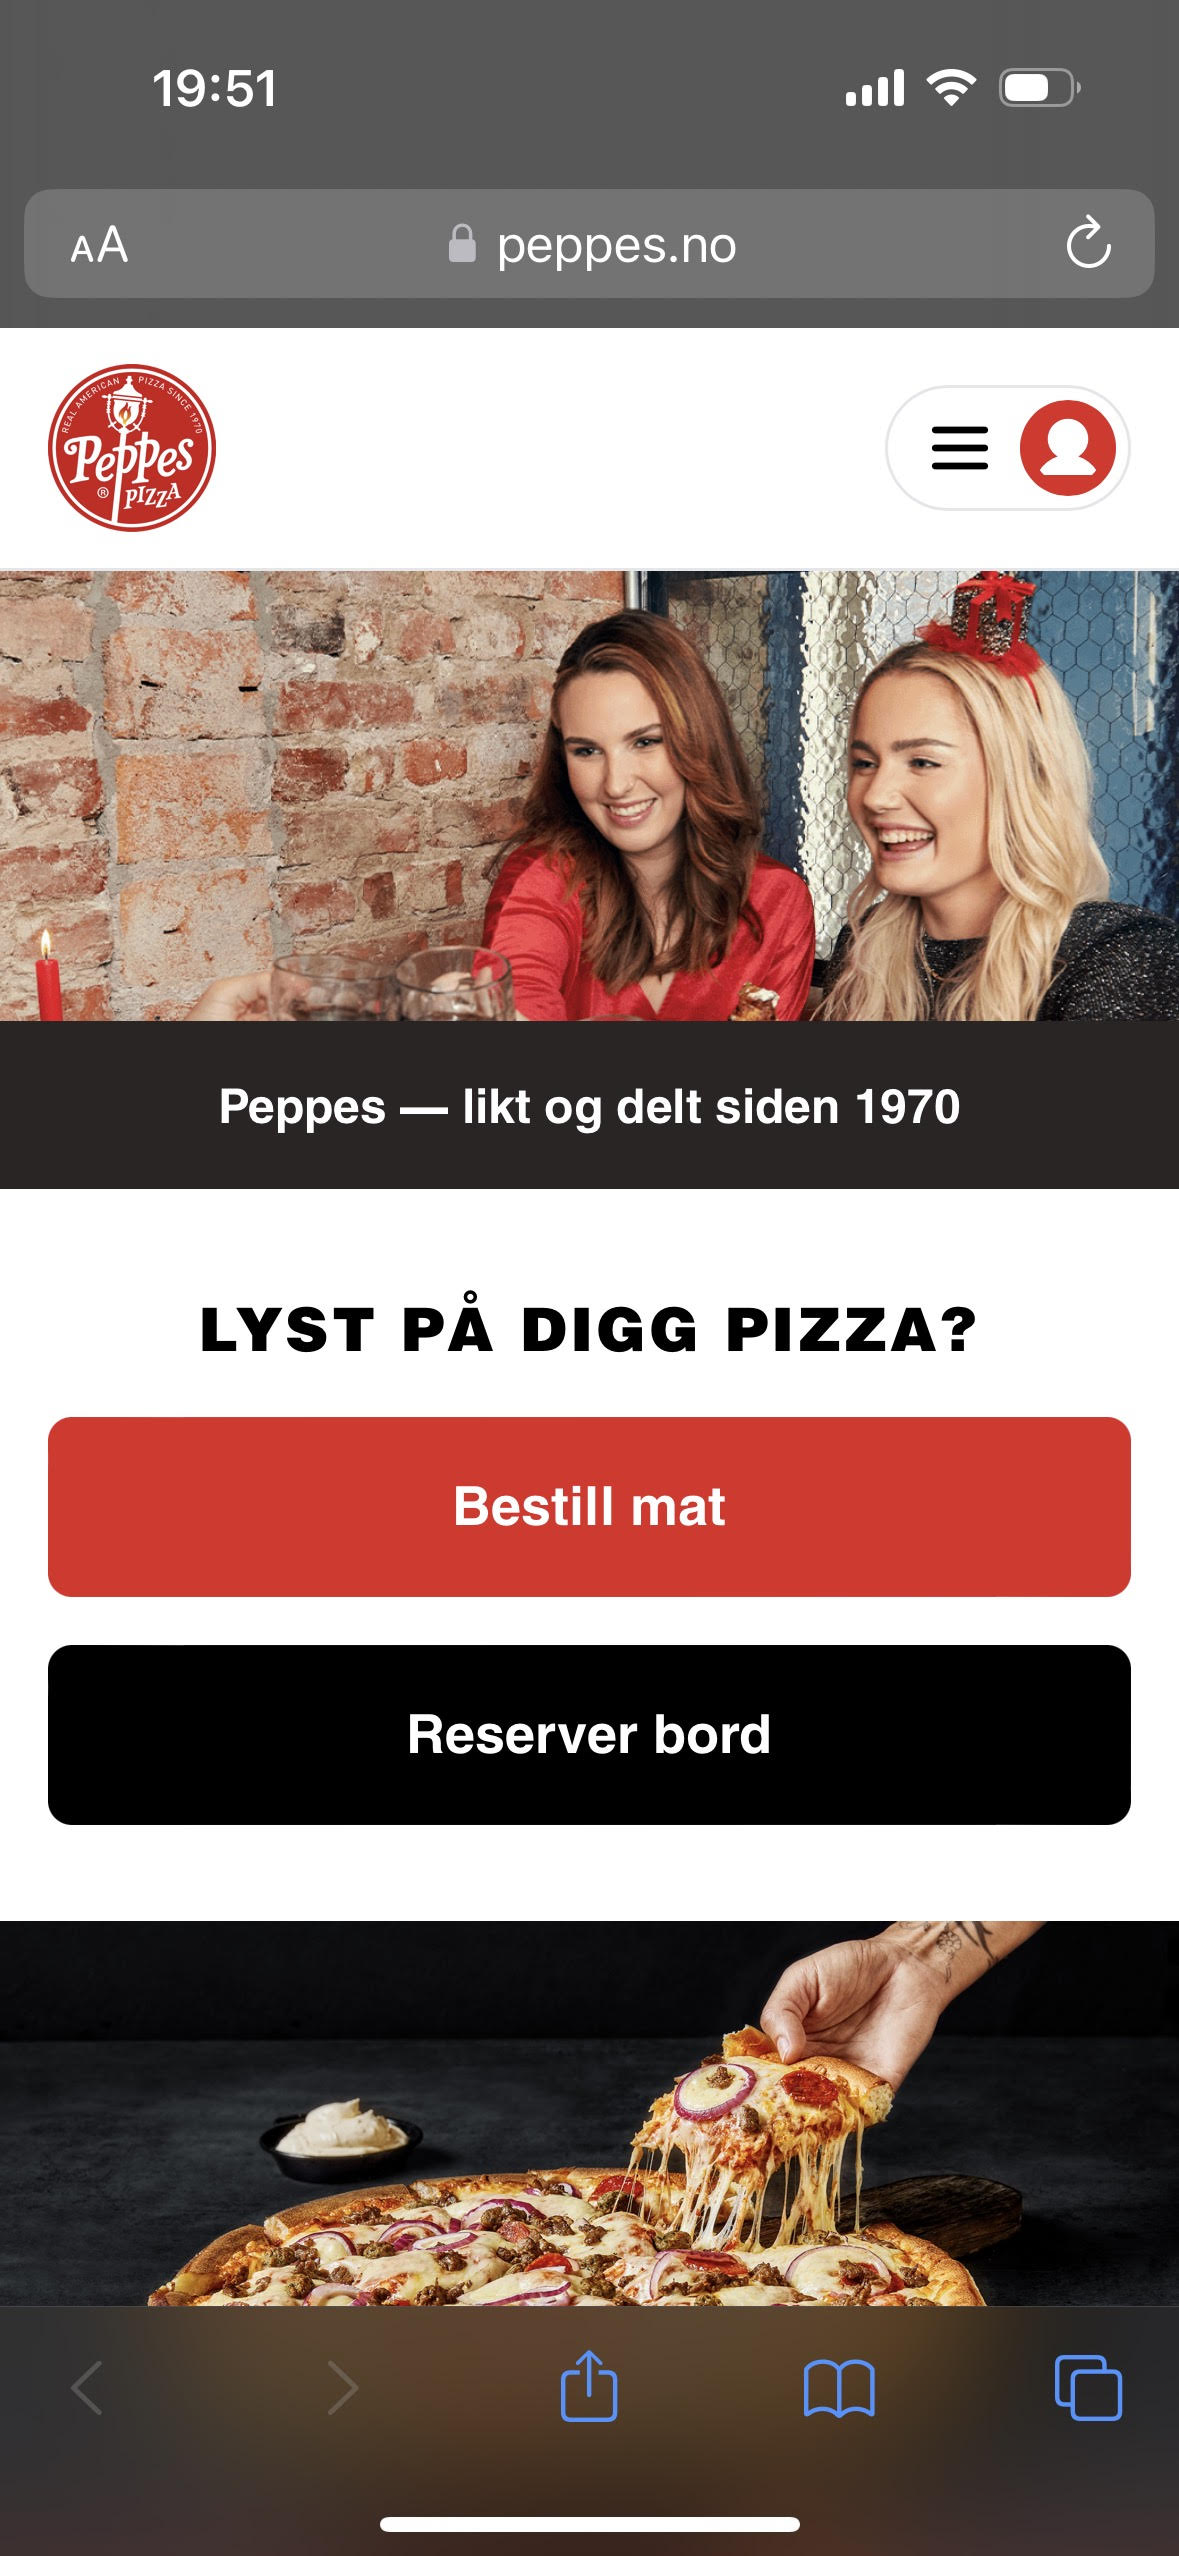 19:51
AA
peppes.no
REAL AMERICAN PIZZA SINCE 1970
Peppes
®
PIZZA
Peppes — likt og delt siden 1970
LYST PÅ DIGG PIZZA?
Bestill mat
Reserver bord